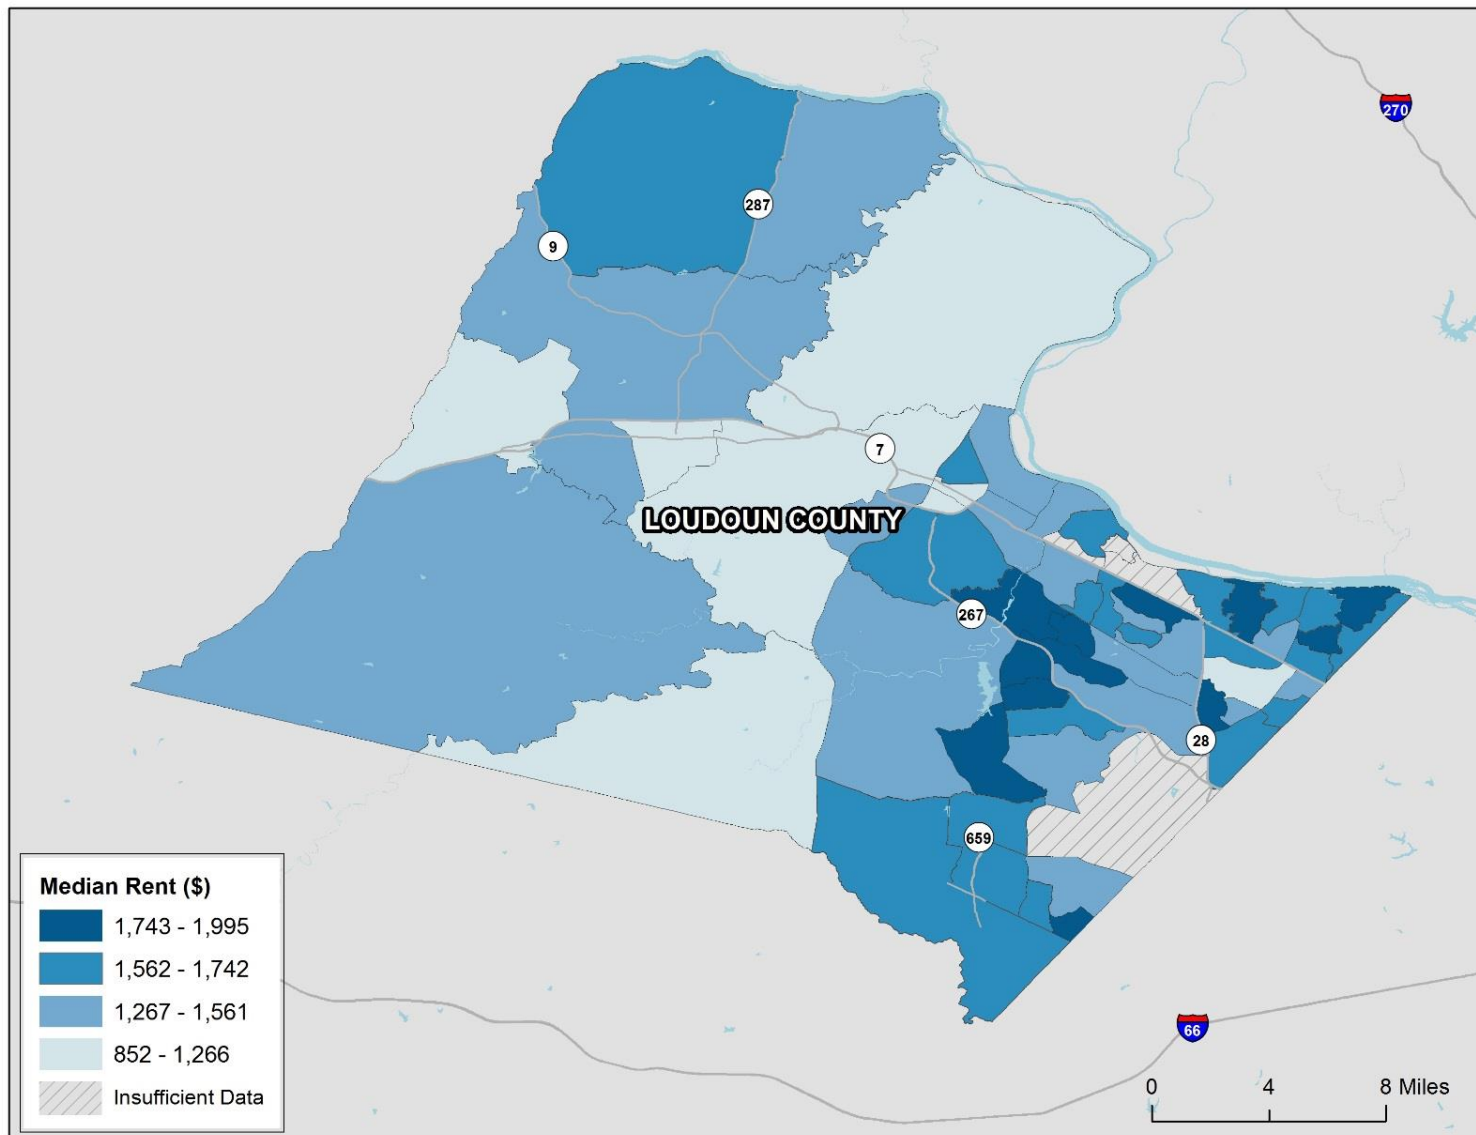 270
287
9
7
LOUDOUN COUNTY
267
28
659
Median Rent ($)
1,743 - 1,995
1,562 - 1,742
1,267 - 1,561
852 - 1,266
Insufficient Data
66
0 4 8 Miles